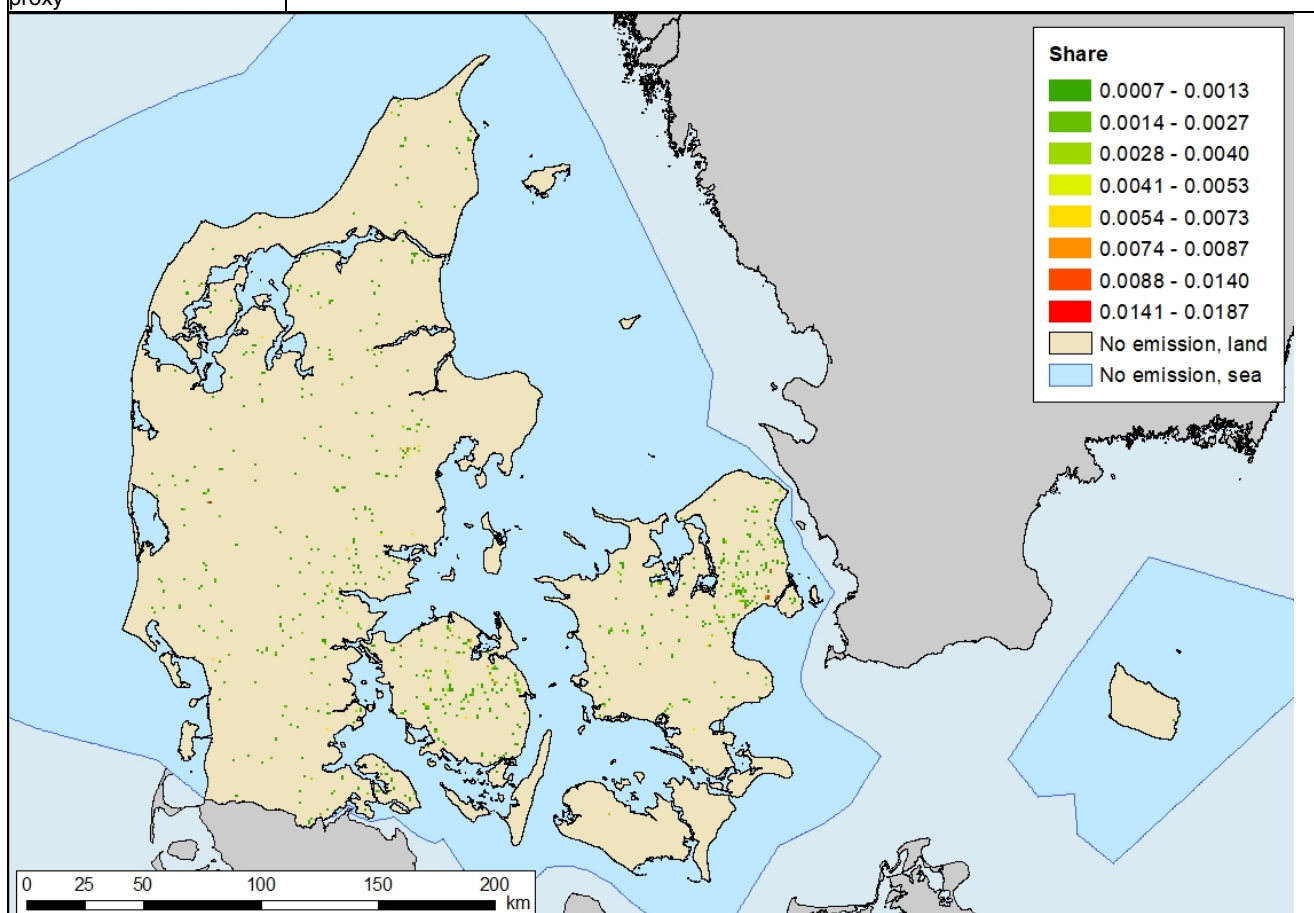 proxy
Share
0.0007 - 0.0013
0.0014 - 0.0027
0.0028 - 0.0040
0.0041 - 0.0053
0.0054 - 0.0073
0.0074 - 0.0087
0.0088 - 0.0140
0.0141 - 0.0187
No emission, land
No emission, sea
0 25 50 100 150 200
km